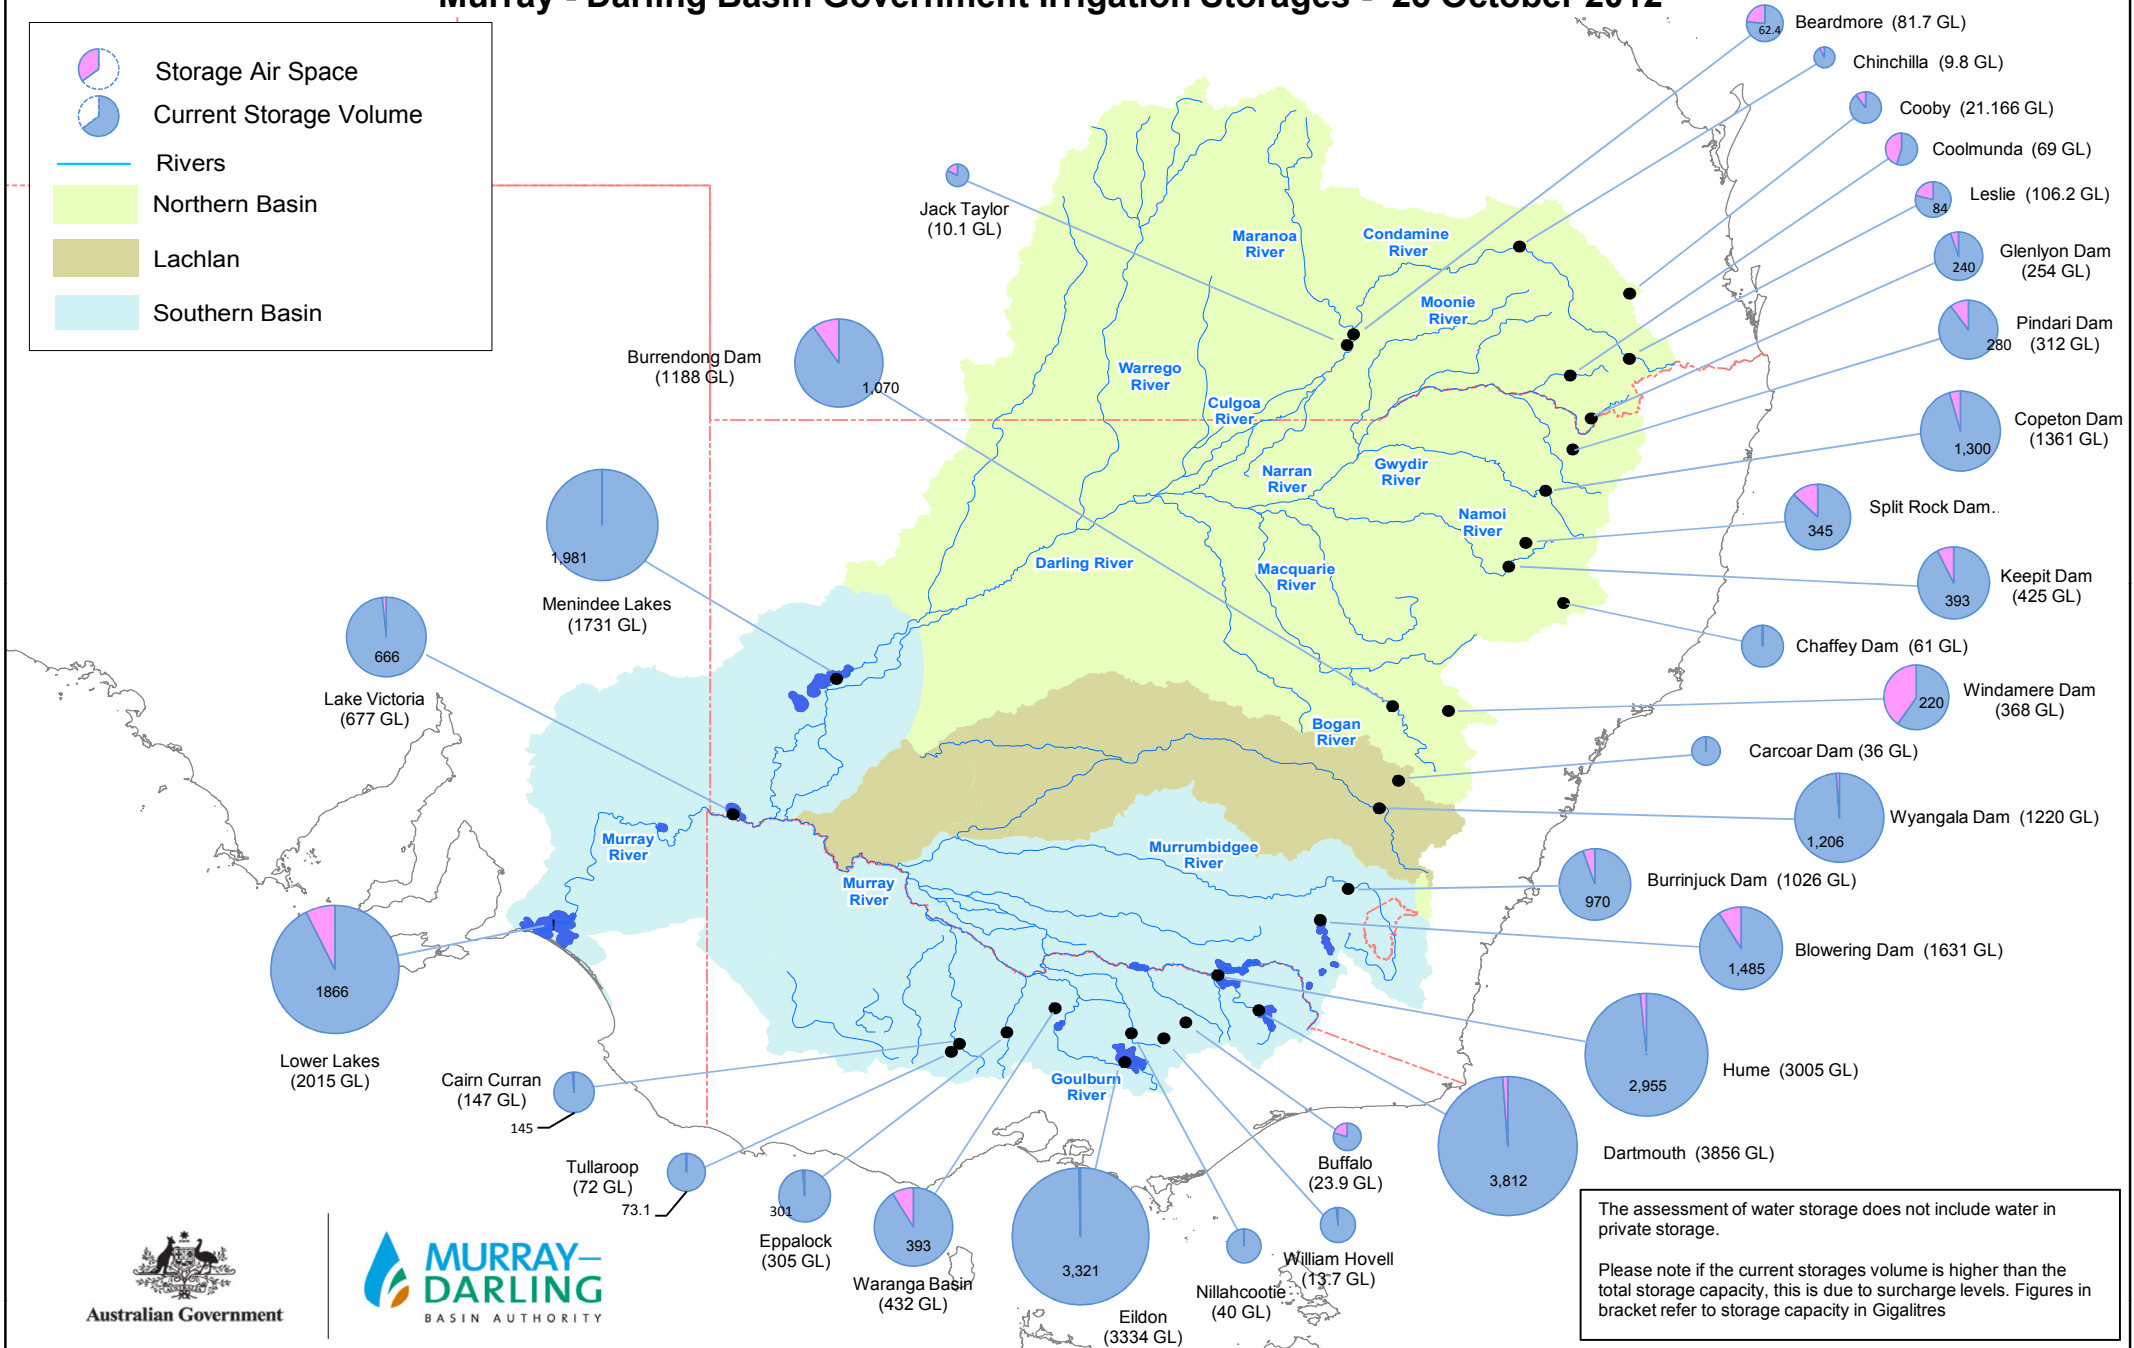 Murray - Darling Basin Government Irrigation Storages - 26 October 2012
Storage Air Space
Current Storage Volume
Rivers
Northern Basin
Lachlan
Southern Basin
62.4
Beardmore (81.7 GL)
Chinchilla (9.8 GL)
Cooby (21.166 GL)
Coolmunda (69 GL)
84
Leslie (106.2 GL)
240
Glenlyon Dam
(254 GL)
280
Pindari Dam
(312 GL)
1,300
Copeton Dam
(1361 GL)
345
Split Rock Dam..
393
Keepit Dam
(425 GL)
Chaffey Dam (61 GL)
220
Windamere Dam
(368 GL)
Carcoar Dam (36 GL)
1,206
Wyangala Dam (1220 GL)
970
Burrinjuck Dam (1026 GL)
1,485
Blowering Dam (1631 GL)
2,955
Hume (3005 GL)
3,812
Dartmouth (3856 GL)
Jack Taylor
(10.1 GL)
Burrendong Dam
(1188 GL)
1,070
1,981
Menindee Lakes
(1731 GL)
666
Lake Victoria
(677 GL)
1866
Lower Lakes
(2015 GL)
Maranoa
River
Condamine
River
Moonie
River
Warrego
River
Culgoa
River
Narran
River
Gwydir
River
Namoi
River
Darling River
Macquarie
River
Bogan
River
Murray
River
Murray
River
Murrumbidgee
River
Goulburn
River
Cairn Curran
(147 GL)
145
Tullaroop
(72 GL)
73.1
301
Eppalock
(305 GL)
393
Waranga Basin
(432 GL)
3,321
Eildon
(3334 GL)
Nillahcootie
(40 GL)
William Hovell
(13.7 GL)
Buffalo
(23.9 GL)
The assessment of water storage does not include water in
private storage.
Please note if the current storages volume is higher than the
total storage capacity, this is due to surcharge levels. Figures in
bracket refer to storage capacity in Gigalitres
Australian Government
MURRAY–
DARLING
BASIN AUTHORITY